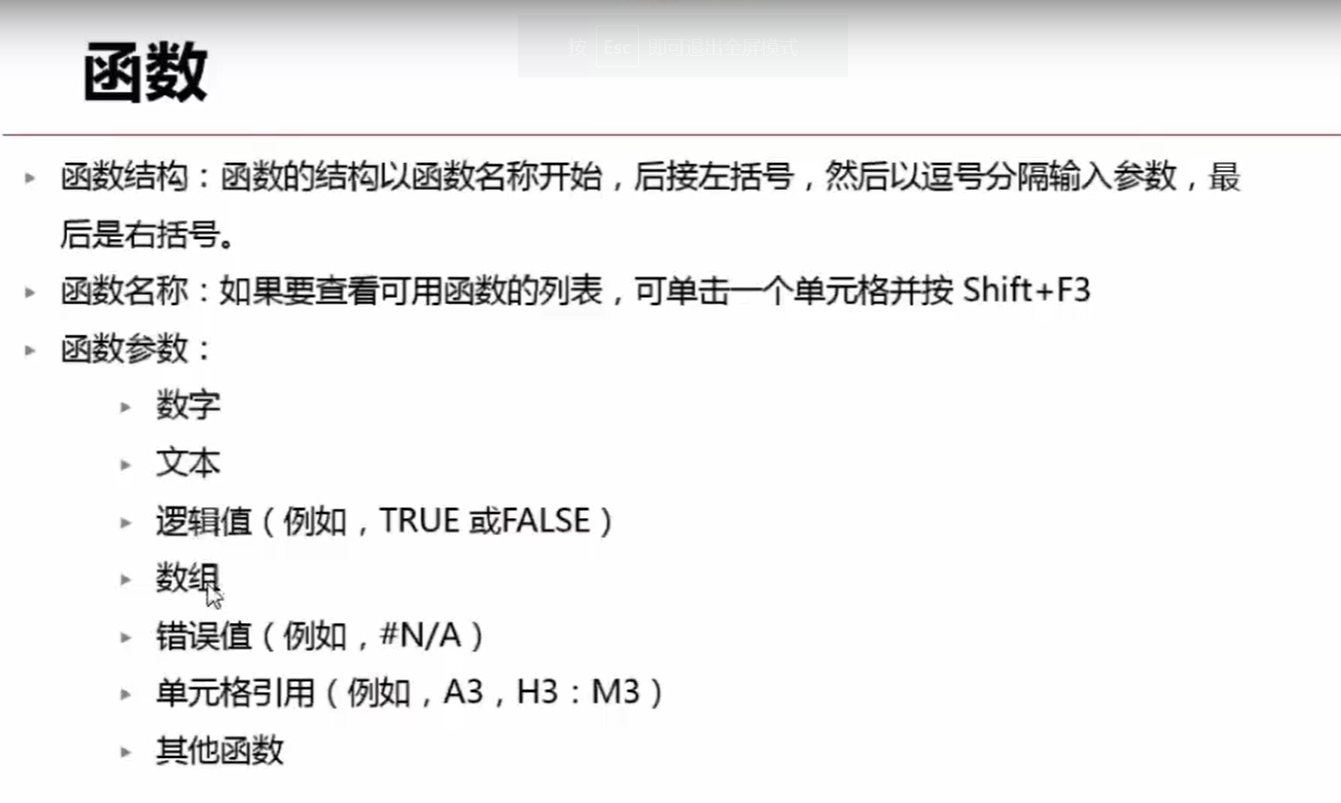 按 Esc 即可退出全屏模式
函数
函数结构：函数的结构以函数名称开始，后接左括号，然后以逗号分隔输入参数，最
后是右括号。
函数名称：如果要查看可用函数的列表，可单击一个单元格并按 Shift+F3
函数参数：
数字
文本
逻辑值（例如，TRUE 或FALSE）
数组
错误值（例如，#N/A）
单元格引用（例如，A3，H3：M3）
其他函数